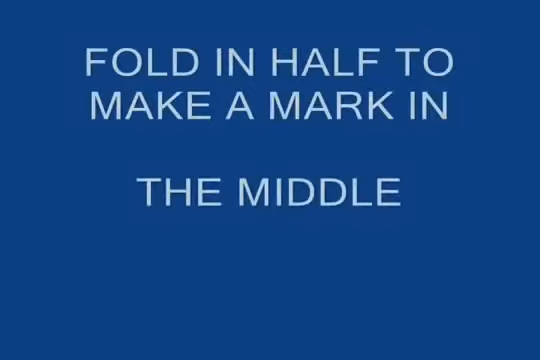 FOLD IN HALF TO
MAKE A MARK IN
THE MIDDLE